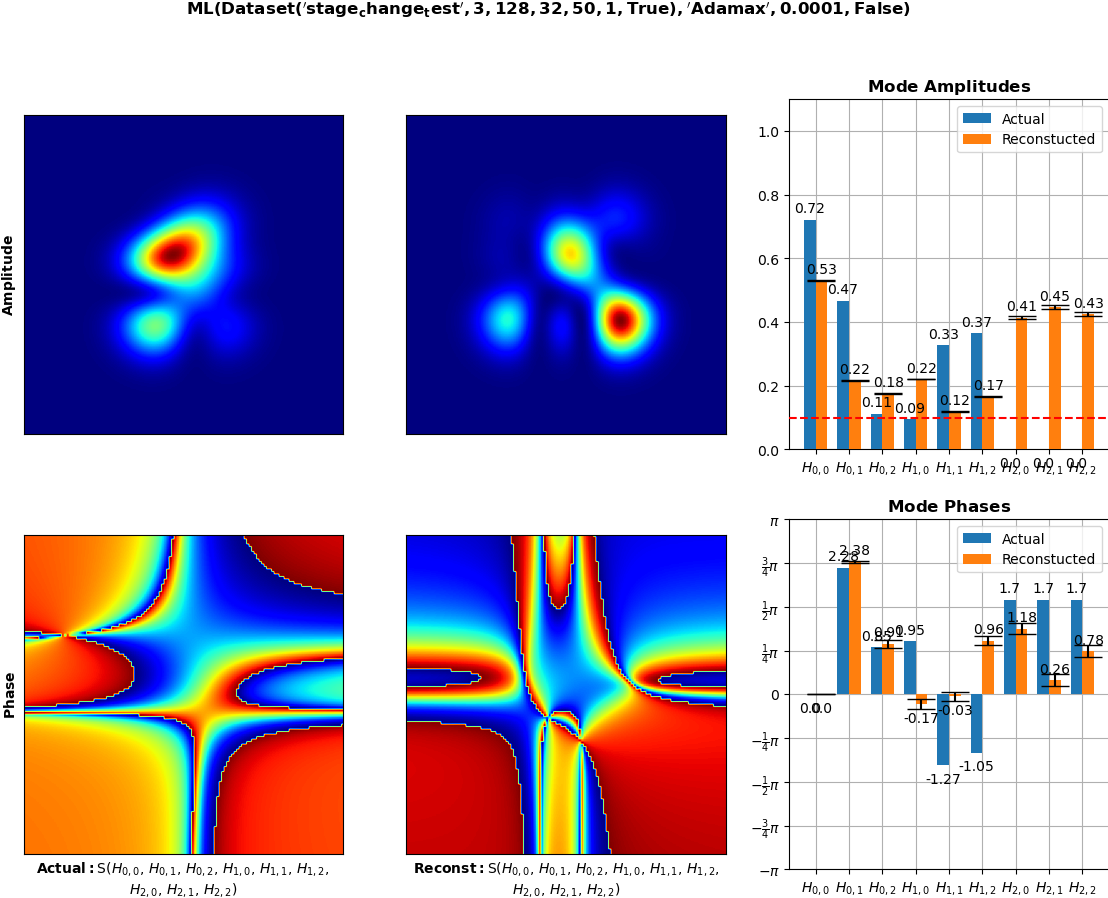 ML(Dataset('stage_change_test', 3, 128, 32, 50, 1, True), 'Adamax', 0.0001, False)
Amplitude
Mode Amplitudes
Actual
Reconstucted
1.0
0.8
0.6
0.4
0.2
0.0
0.72
0.53
0.47
0.22
0.11
0.18
0.09
0.22
0.33
0.12
0.37
0.17
0.0
0.41
0.0
0.45
0.0
0.43
H0,0 H0,1 H0,2 H1,0 H1,1 H1,2 H2,0 H2,1 H2,2
Phase
Actual: S(H0,0, H0,1, H0,2, H1,0, H1,1, H1,2,
H2,0, H2,1, H2,2)
Reconst: S(H0,0, H0,1, H0,2, H1,0, H1,1, H1,2,
H2,0, H2,1, H2,2)
Mode Phases
Actual
Reconstucted
π
3/4π
1/2π
1/4π
0
−1/4π
−1/2π
−3/4π
−π
0.0
0.0
2.28
2.38
0.85
0.91
0.95
-0.17
-1.27
-0.03
-1.05
0.96
1.7
1.18
1.7
0.26
1.7
0.78
H0,0 H0,1 H0,2 H1,0 H1,1 H1,2 H2,0 H2,1 H2,2